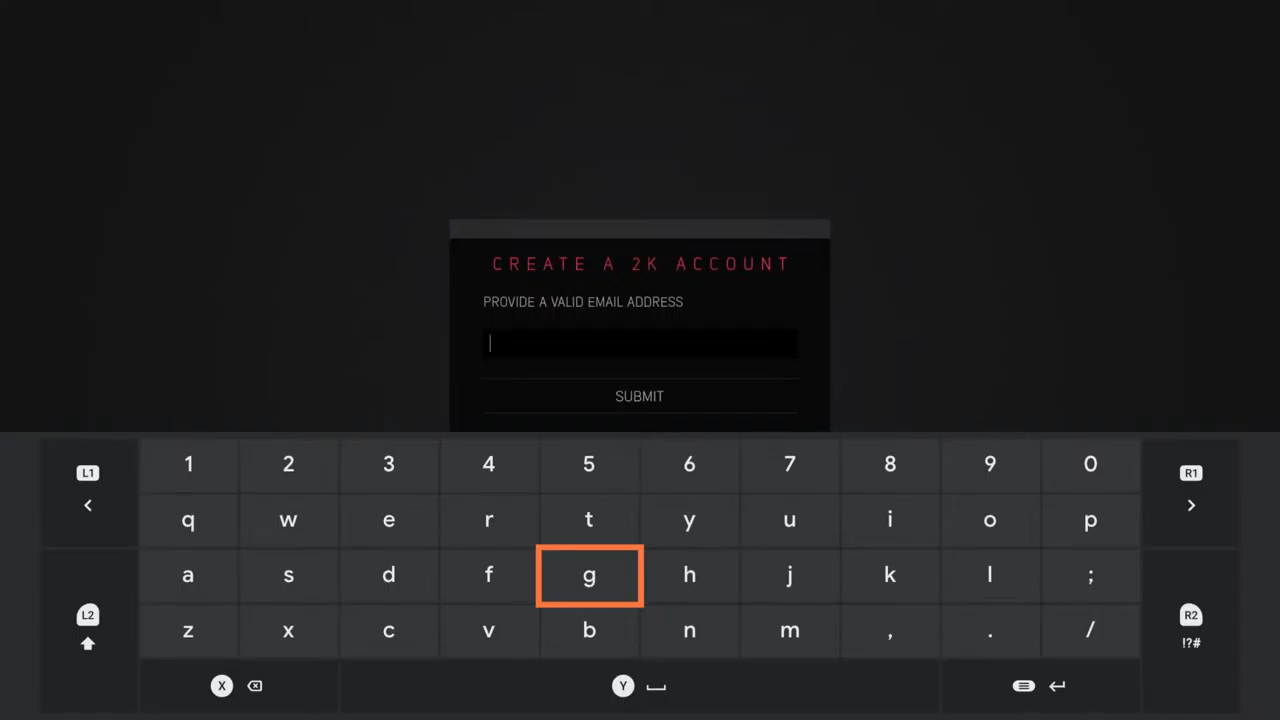 CREATE A 2K ACCOUNT
PROVIDE A VALID EMAIL ADDRESS
SUBMIT
L1 1 2 3 4 5 6 7 8 9 0 R1
q w e r t y u i o p
a s d f g h j k l ;
L2 z x c v b n m , . / R2
!?#
X Y